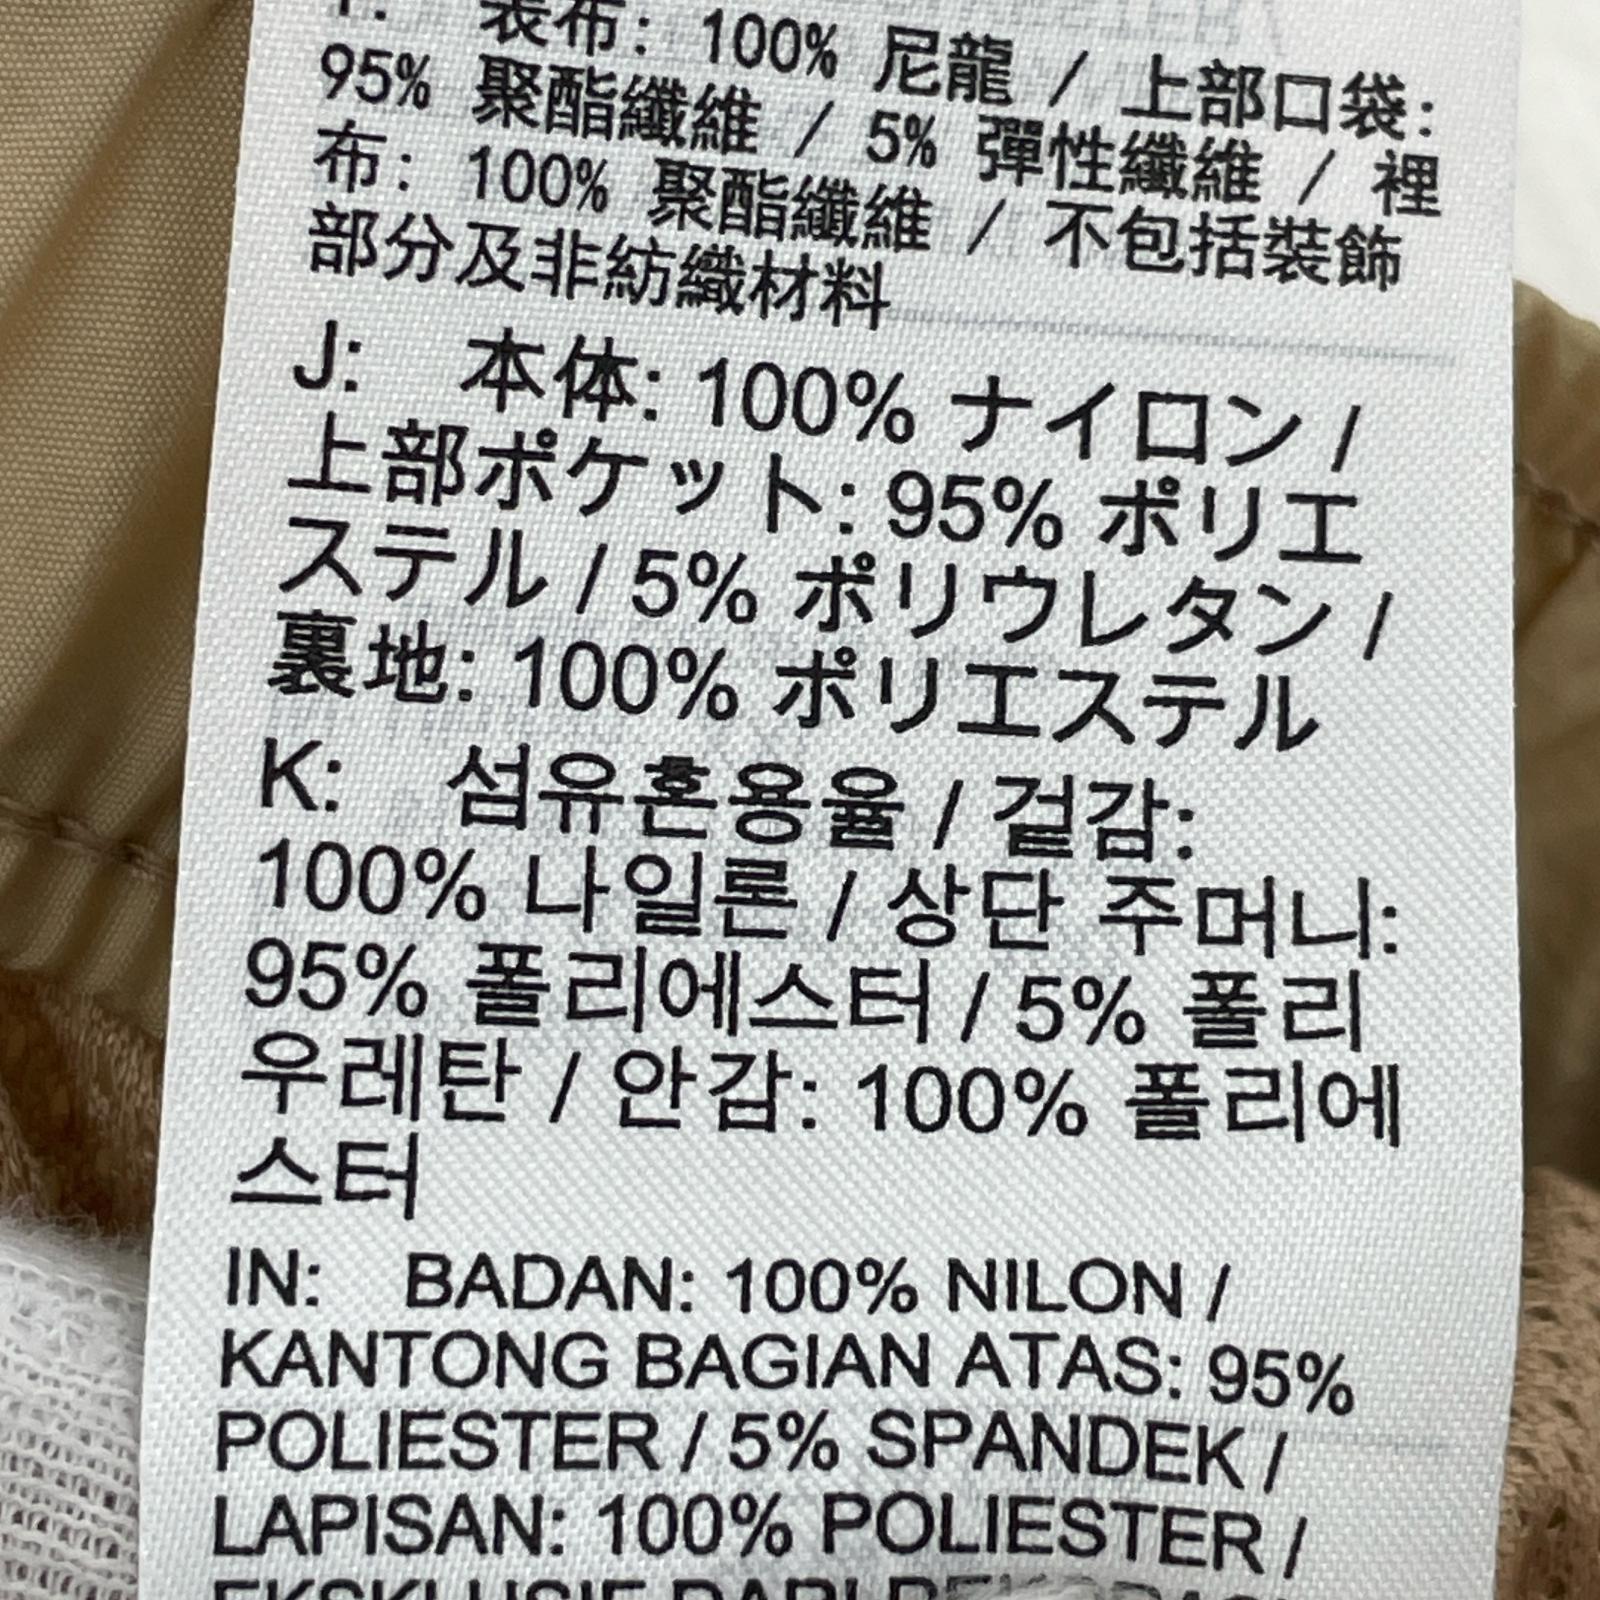 表布: 100% 尼龍 / 上部口袋:
95% 聚酯纖維 / 5% 彈性纖維 / 裡
布: 100% 聚酯纖維 / 不包括裝飾
部分及非紡織材料
J: 本体: 100% ナイロン /
上部ポケット: 95% ポリエ
ステル / 5% ポリウレタン /
裏地: 100% ポリエステル
K: 섬유혼용율 / 겉감:
100% 나일론 / 상단 주머니:
95% 폴리에스터 / 5% 폴리
우레탄 / 안감: 100% 폴리에
스터
IN: BADAN: 100% NILON /
KANTONG BAGIAN ATAS: 95%
POLIESTER / 5% SPANDEK /
LAPISAN: 100% POLIESTER /